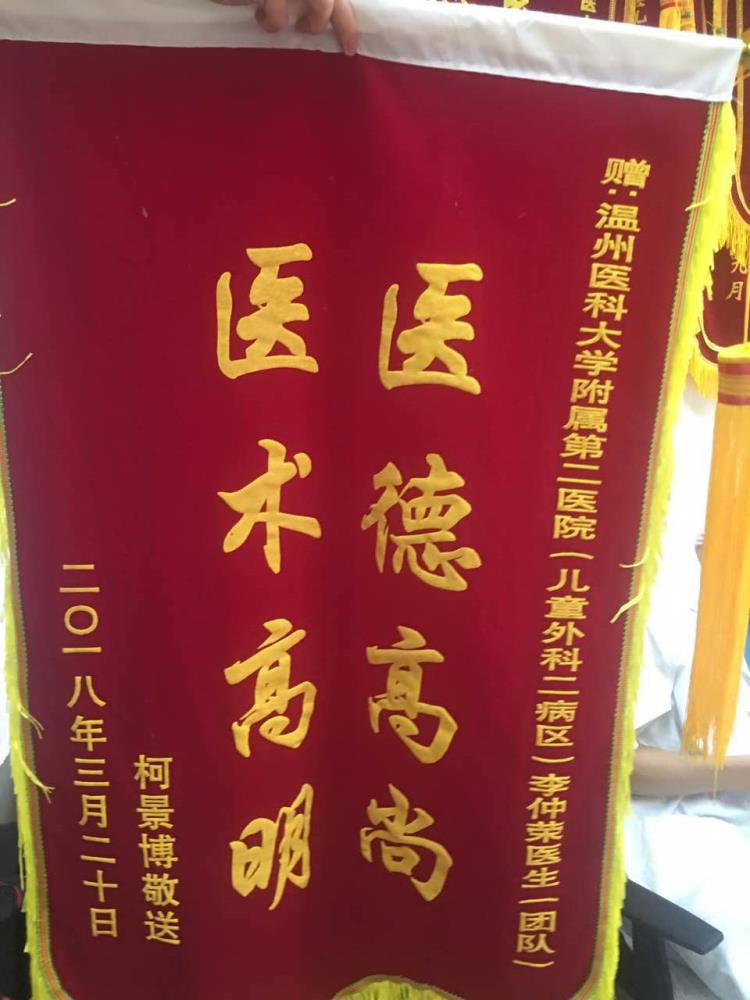 赠:温州医科大学附属第二医院(儿童外科二病区)李仲荣医生(团队)
医德高尚
医术高明
柯景博敬送
二〇一八年三月二十日
九月